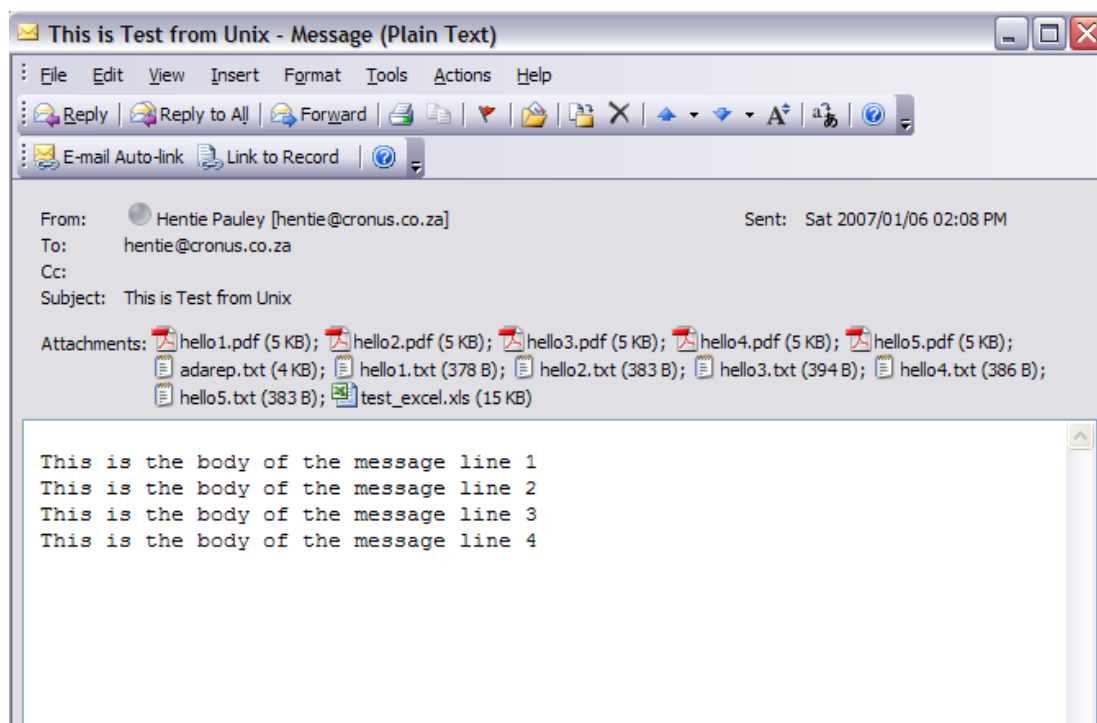 This is Test from Unix - Message (Plain Text)
File Edit View Insert Format Tools Actions Help
Reply Reply to All Forward
E-mail Auto-link Link to Record
From: Hentie Pauley [hentie@cronus.co.za] Sent: Sat 2007/01/06 02:08 PM
To: hentie@cronus.co.za
Cc:
Subject: This is Test from Unix
Attachments: hello1.pdf (5 KB); hello2.pdf (5 KB); hello3.pdf (5 KB); hello4.pdf (5 KB); hello5.pdf (5 KB);
adarep.txt (4 KB); hello1.txt (378 B); hello2.txt (383 B); hello3.txt (394 B); hello4.txt (386 B);
hello5.txt (383 B); test_excel.xls (15 KB)
This is the body of the message line 1
This is the body of the message line 2
This is the body of the message line 3
This is the body of the message line 4